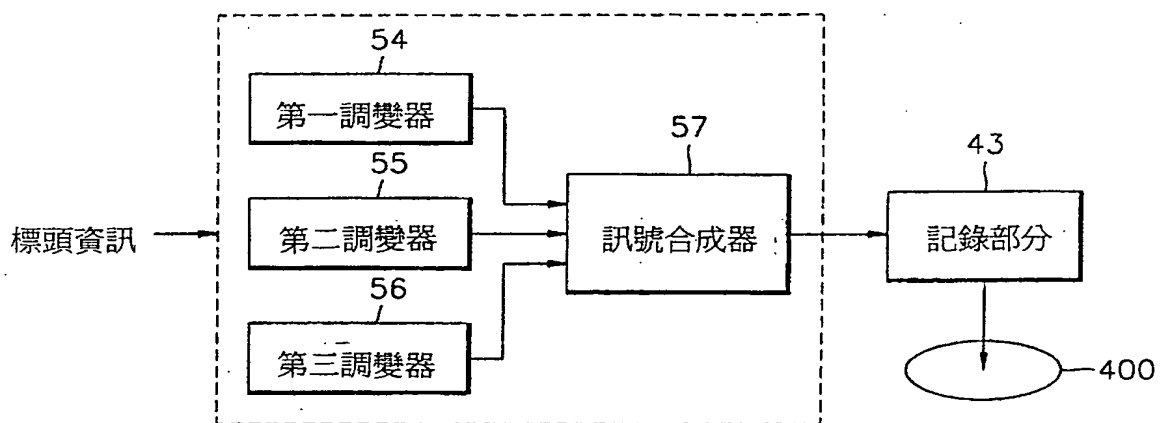 54
第一調變器
55
第二調變器
56
第三調變器
標頭資訊
57
訊號合成器
43
記錄部分
400